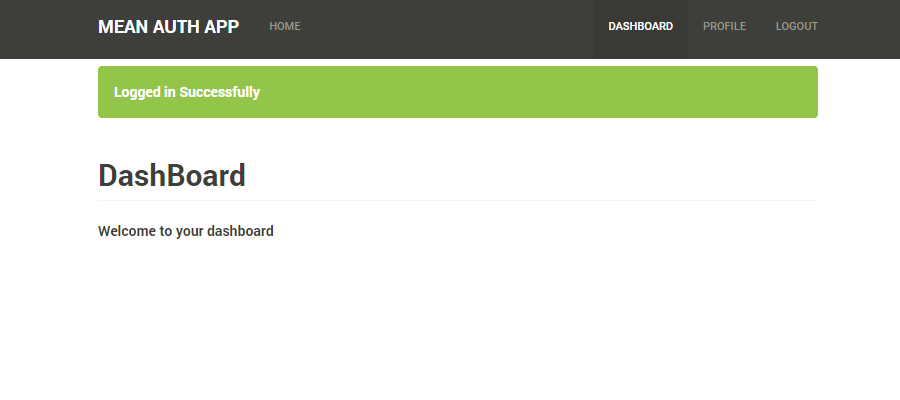 MEAN AUTH APP HOME DASHBOARD PROFILE LOGOUT
Logged in Successfully
DashBoard
Welcome to your dashboard